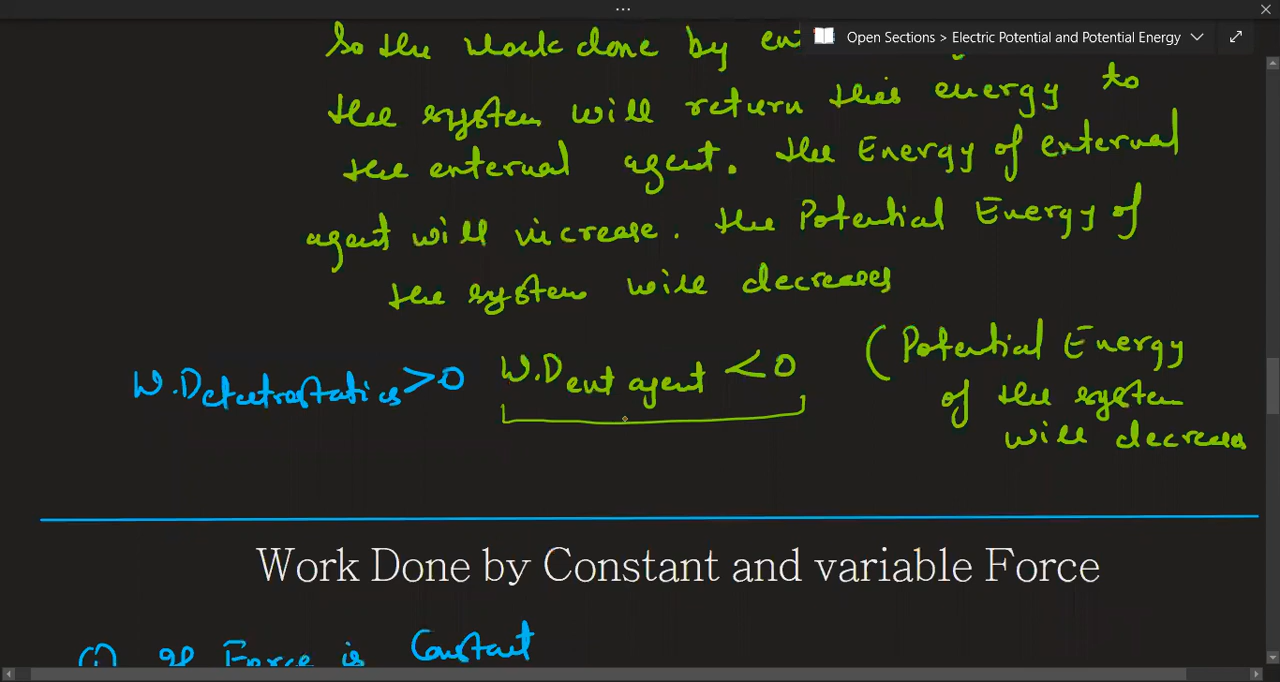 So the work done by
Open Sections > Electric Potential and Potential Energy
the system will return this energy to
the external agent. the Energy of external
agent will increase. the Potential Energy of
the system will decreases
W.D electrostatics >0 W.D ext agent <0 (Potential Energy
of the system
will decreases
Work Done by Constant and variable Force
(1) If Force is Constant